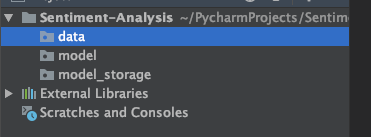 Sentiment-Analysis ~/PycharmProjects/Sentime
data
model
model_storage
External Libraries
Scratches and Consoles